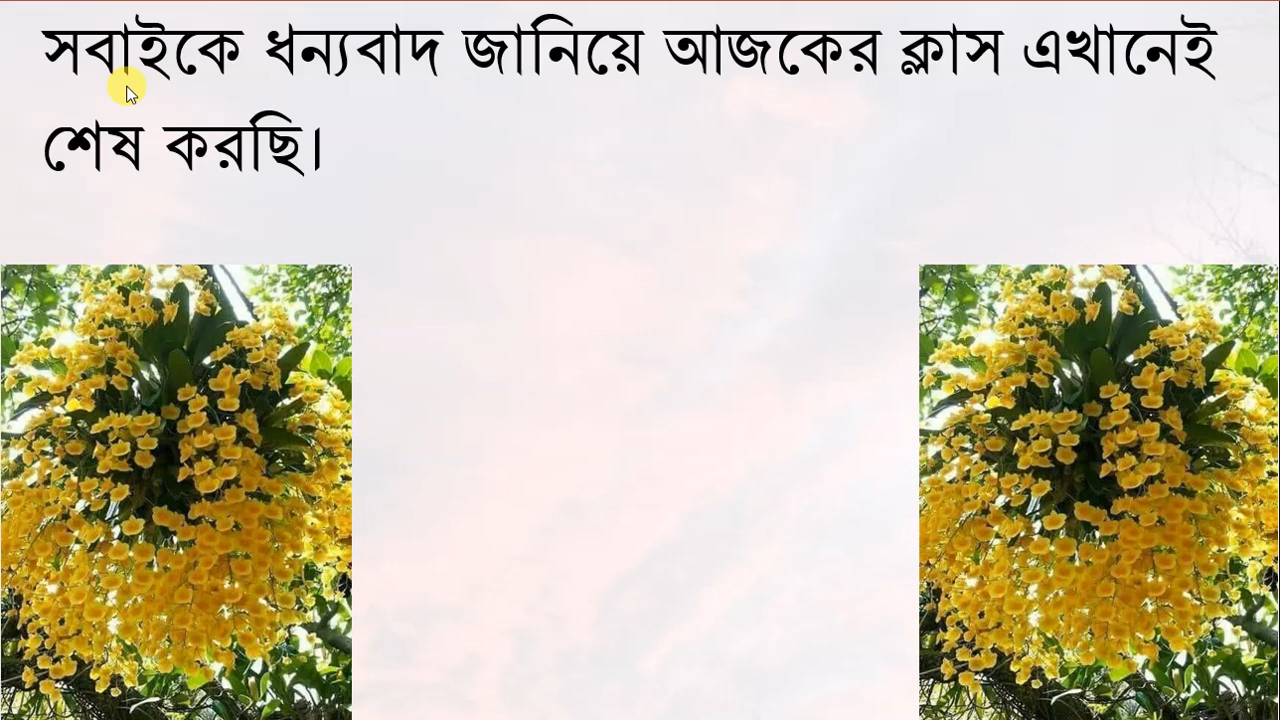 সবাইকে ধন্যবাদ জানিয়ে আজকের ক্লাস এখানেই
শেষ করছি।